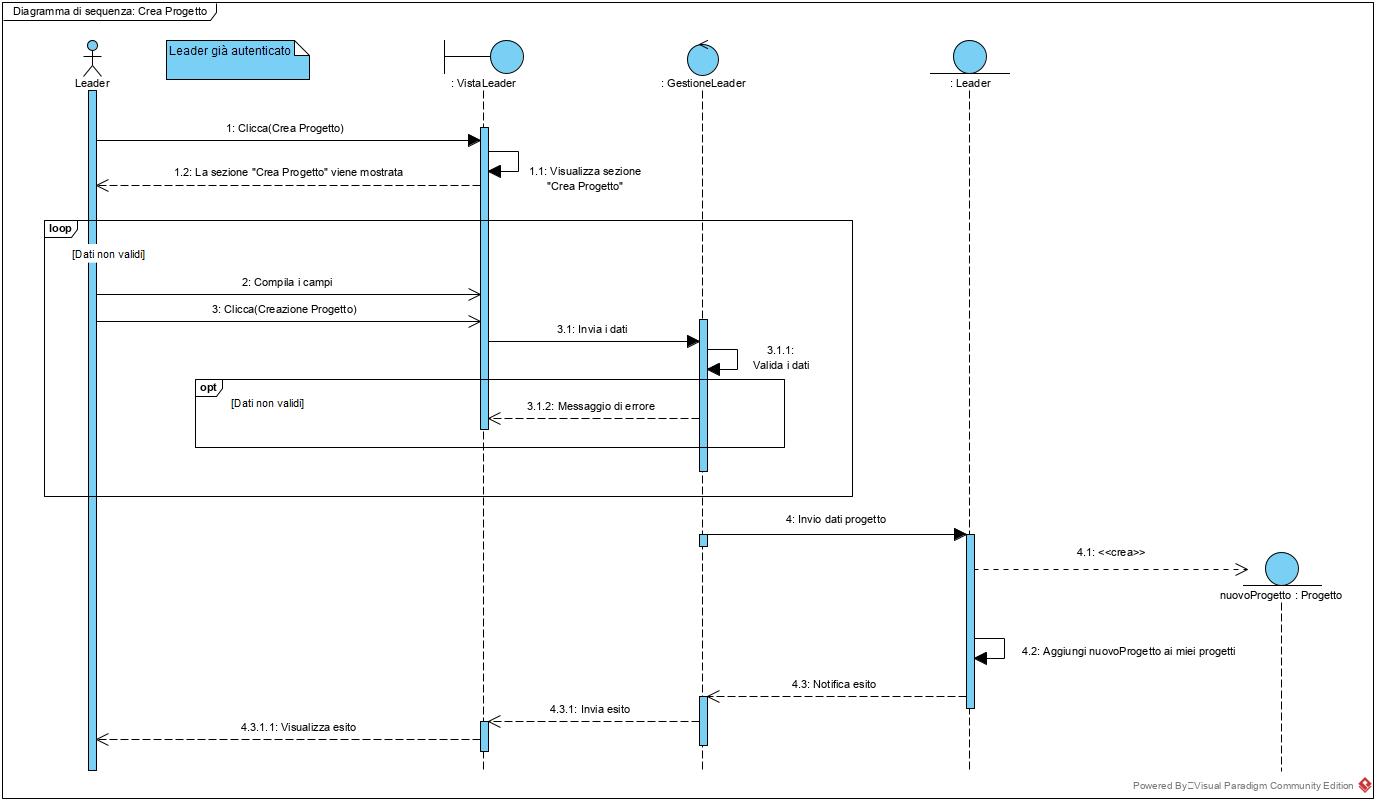 Diagramma di sequenza: Crea Progetto
Leader già autenticato
Leader
: VistaLeader
: GestioneLeader
: Leader
1: Clicca(Crea Progetto)
1.1: Visualizza sezione
"Crea Progetto"
1.2: La sezione "Crea Progetto" viene mostrata
loop
[Dati non validi]
2: Compila i campi
3: Clicca(Creazione Progetto)
3.1: Invia i dati
3.1.1:
Valida i dati
opt
[Dati non validi]
3.1.2: Messaggio di errore
4: Invio dati progetto
4.1: <<crea>>
nuovoProgetto : Progetto
4.2: Aggiungi nuovoProgetto ai miei progetti
4.3: Notifica esito
4.3.1: Invia esito
4.3.1.1: Visualizza esito
Powered By Visual Paradigm Community Edition